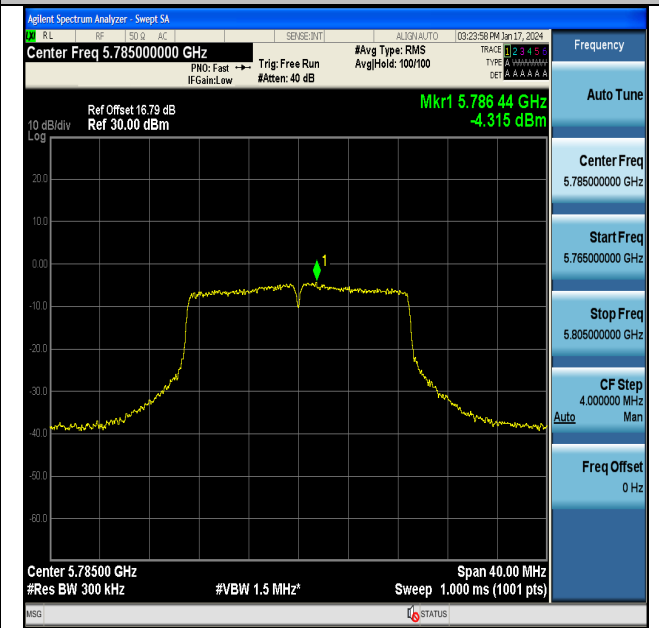 Agilent Spectrum Analyzer - Swept SA
LXI RL RF 50 Ω AC SENSE:INT ALIGN AUTO 03:23:58 PM Jan 17, 2024
Center Freq 5.785000000 GHz
PNO: Fast
IFGain:Low
Trig: Free Run
#Atten: 40 dB
#Avg Type: RMS
Avg|Hold: 100/100
TRACE 1 2 3 4 5 6
TYPE A WWWWW
DET A A A A A A
Mkr1 5.786 44 GHz
-4.315 dBm
Ref Offset 16.79 dB
10 dB/div Ref 30.00 dBm
Log
20.0
10.0
0.00
-10.0
-20.0
-30.0
-40.0
-50.0
-60.0
1
Center 5.78500 GHz Span 40.00 MHz
#Res BW 300 kHz #VBW 1.5 MHz* Sweep 1.000 ms (1001 pts)
MSG STATUS
Frequency
Auto Tune
Center Freq
5.785000000 GHz
Start Freq
5.765000000 GHz
Stop Freq
5.805000000 GHz
CF Step
4.000000 MHz
Auto Man
Freq Offset
0 Hz